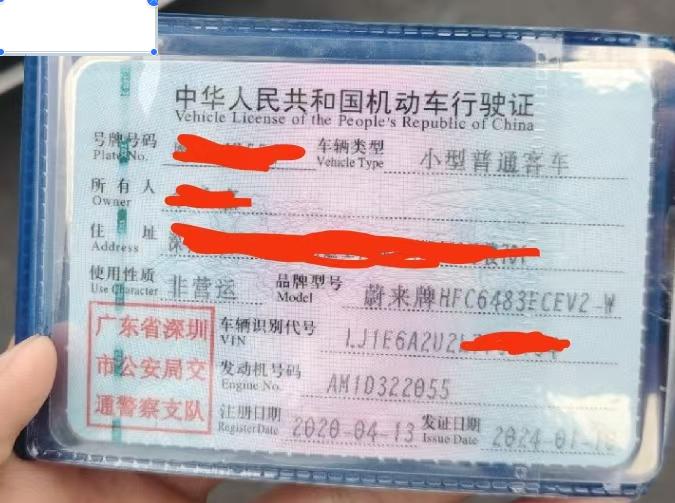 中华人民共和国机动车行驶证
Vehicle License of the People's Republic of China
号牌号码
Plate No.
车辆类型
Vehicle Type
小型普通客车
所有人
Owner
住址
Address
深
使用性质
Use Character
非营运
品牌型号
Model
蔚来牌HFC6483ECEV2-W
广东省深圳
市公安局交
通警察支队
车辆识别代号
VIN
LJ1E6A2U2L
发动机号码
Engine No.
AM1D322055
注册日期
Register Date
2020-04-13
发证日期
Issue Date